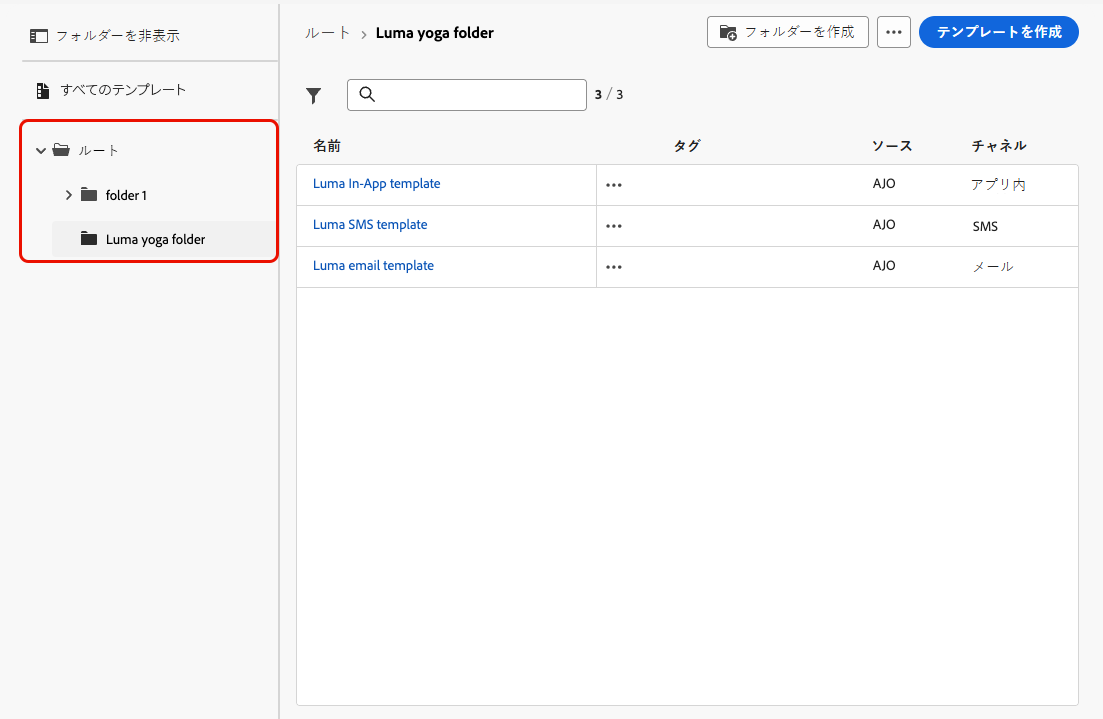 フォルダーを非表示
すべてのテンプレート
ルート
folder 1
Luma yoga folder
ルート > Luma yoga folder
フォルダーを作成
テンプレートを作成
3 / 3
名前 タグ ソース チャネル
Luma In-App template AJO アプリ内
Luma SMS template AJO SMS
Luma email template AJO メール